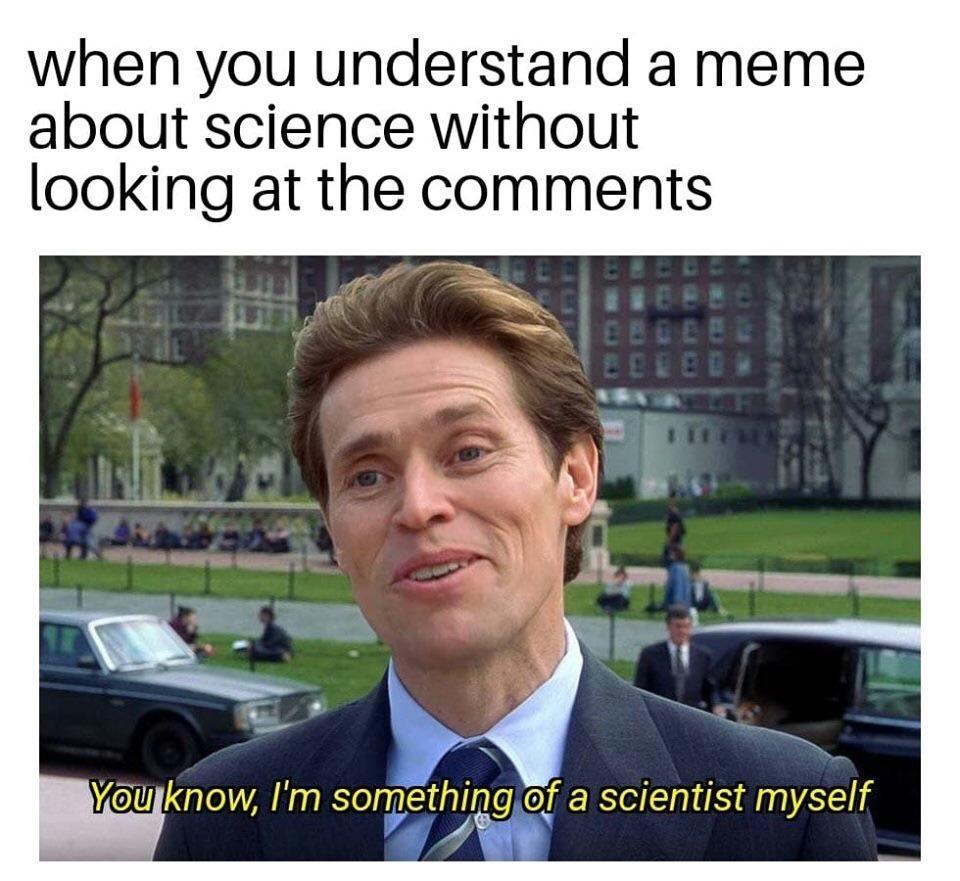 when you understand a meme
about science without
looking at the comments
You know, I'm something of a scientist myself